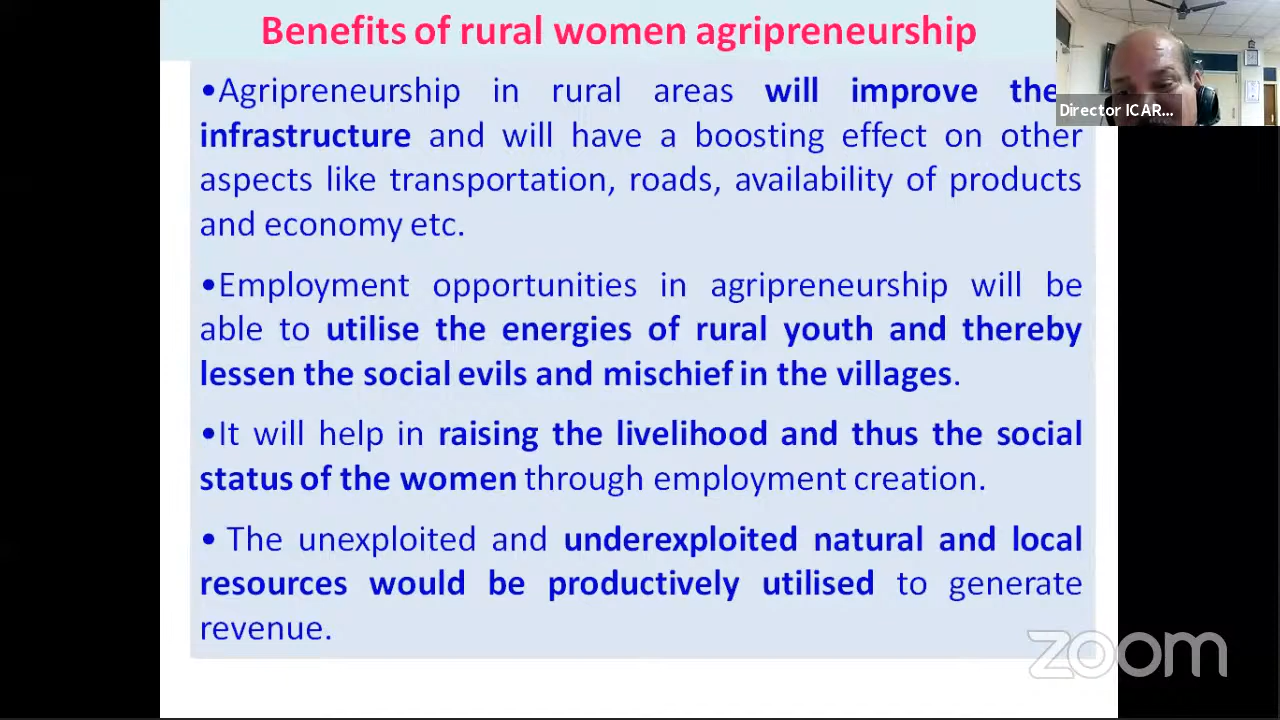 Benefits of rural women agripreneurship
•Agripreneurship in rural areas will improve the
infrastructure and will have a boosting effect on other
aspects like transportation, roads, availability of products
and economy etc.
•Employment opportunities in agripreneurship will be
able to utilise the energies of rural youth and thereby
lessen the social evils and mischief in the villages.
•It will help in raising the livelihood and thus the social
status of the women through employment creation.
• The unexploited and underexploited natural and local
resources would be productively utilised to generate
revenue.
Director ICAR...
zoom